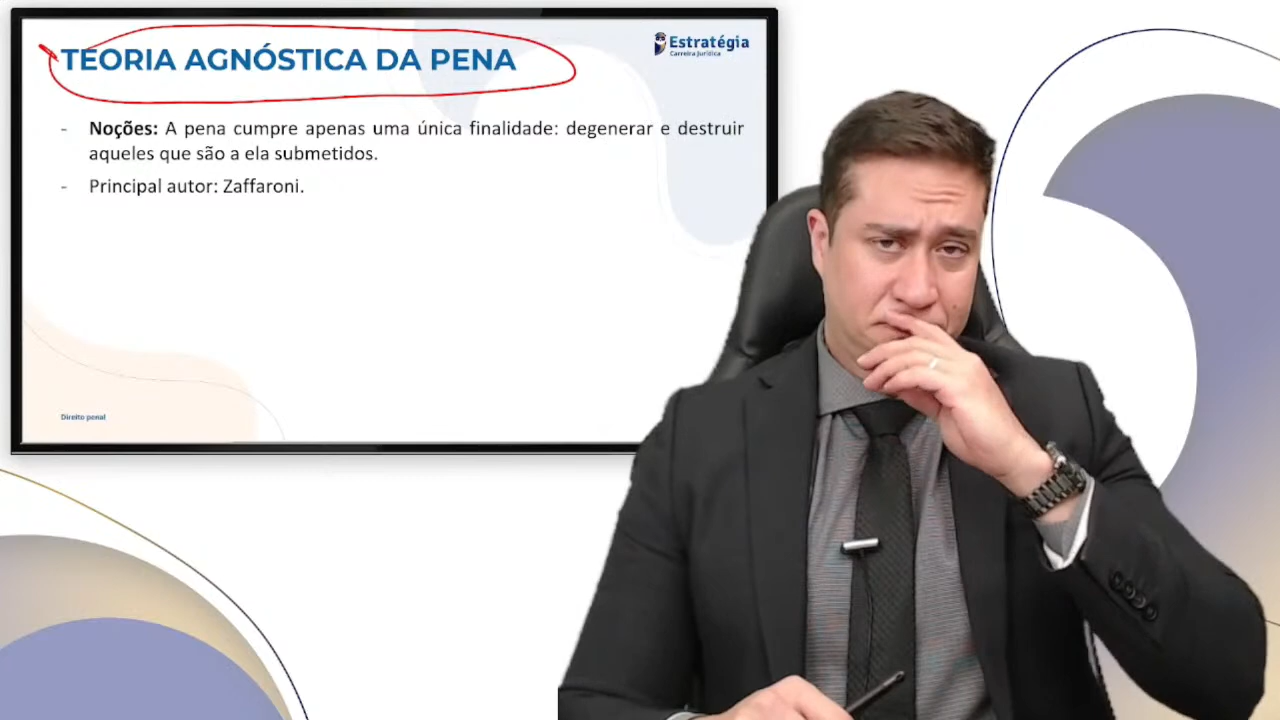 TEORIA AGNÓSTICA DA PENA
Estratégia
Carreira Jurídica
- Noções: A pena cumpre apenas uma única finalidade: degenerar e destruir
aqueles que são a ela submetidos.
- Principal autor: Zaffaroni.
Direito penal